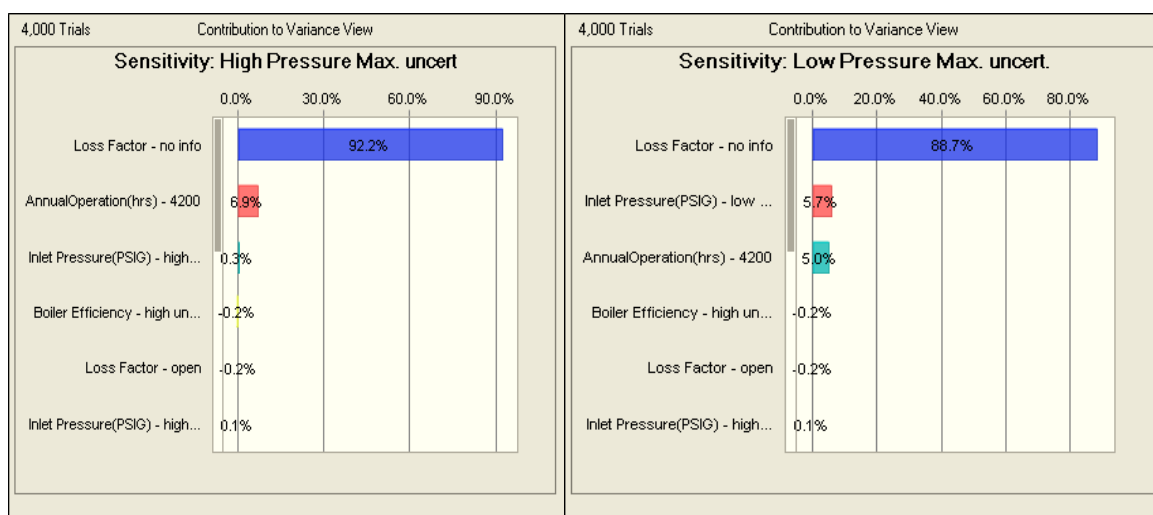 4,000 Trials Contribution to Variance View
Sensitivity: High Pressure Max. uncert
0.0% 30.0% 60.0% 90.0%
Loss Factor - no info 92.2%
AnnualOperation(hrs) - 4200 6.9%
Inlet Pressure(PSIG) - high... 0.3%
Boiler Efficiency - high un... -0.2%
Loss Factor - open -0.2%
Inlet Pressure(PSIG) - high... 0.1%
4,000 Trials Contribution to Variance View
Sensitivity: Low Pressure Max. uncert.
0.0% 20.0% 40.0% 60.0% 80.0%
Loss Factor - no info 88.7%
Inlet Pressure(PSIG) - low ... 5.7%
AnnualOperation(hrs) - 4200 5.0%
Boiler Efficiency - high un... -0.2%
Loss Factor - open -0.2%
Inlet Pressure(PSIG) - high... 0.1%